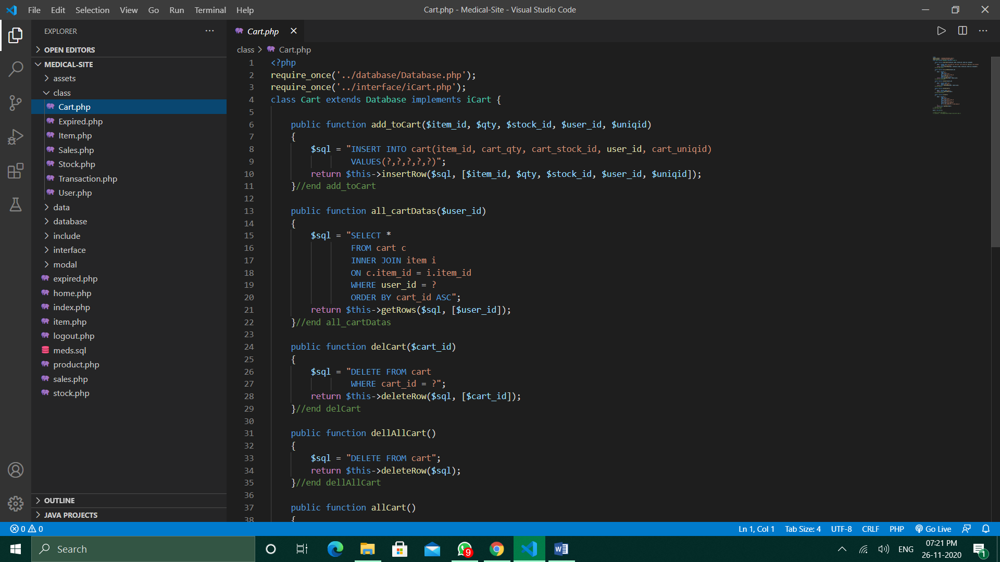 File Edit Selection View Go Run Terminal Help
Cart.php - Medical-Site - Visual Studio Code
EXPLORER
OPEN EDITORS
MEDICAL-SITE
assets
class
Cart.php
Expired.php
Item.php
Sales.php
Stock.php
Transaction.php
User.php
data
database
include
interface
modal
expired.php
home.php
index.php
item.php
logout.php
meds.sql
product.php
sales.php
stock.php
OUTLINE
JAVA PROJECTS
Cart.php
class > Cart.php
1 <?php
2 require_once('../database/Database.php');
3 require_once('../interface/iCart.php');
4 class Cart extends Database implements iCart {
5
6 public function add_toCart($item_id, $qty, $stock_id, $user_id, $uniqid)
7 {
8 $sql = "INSERT INTO cart(item_id, cart_qty, cart_stock_id, user_id, cart_uniqid)
9 VALUES(?,?,?,?,?)";
10 return $this->insertRow($sql, [$item_id, $qty, $stock_id, $user_id, $uniqid]);
11 }//end add_toCart
12
13 public function all_cartDatas($user_id)
14 {
15 $sql = "SELECT *
16 FROM cart c
17 INNER JOIN item i
18 ON c.item_id = i.item_id
19 WHERE user_id = ?
20 ORDER BY cart_id ASC";
21 return $this->getRows($sql, [$user_id]);
22 }//end all_cartDatas
23
24 public function delCart($cart_id)
25 {
26 $sql = "DELETE FROM cart
27 WHERE cart_id = ?";
28 return $this->deleteRow($sql, [$cart_id]);
29 }//end delCart
30
31 public function dellAllCart()
32 {
33 $sql = "DELETE FROM cart";
34 return $this->deleteRow($sql);
35 }//end dellAllCart
36
37 public function allCart()
38 {
0 0
Ln 1, Col 1 Tab Size: 4 UTF-8 CRLF PHP Go Live
Search
9
ENG
07:21 PM
26-11-2020
1